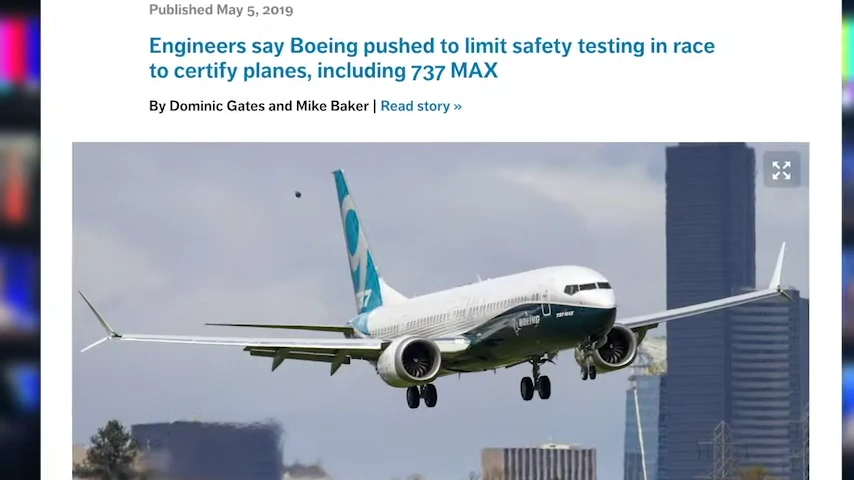 Published May 5, 2019
Engineers say Boeing pushed to limit safety testing in race
to certify planes, including 737 MAX
By Dominic Gates and Mike Baker | Read story »
BOEING